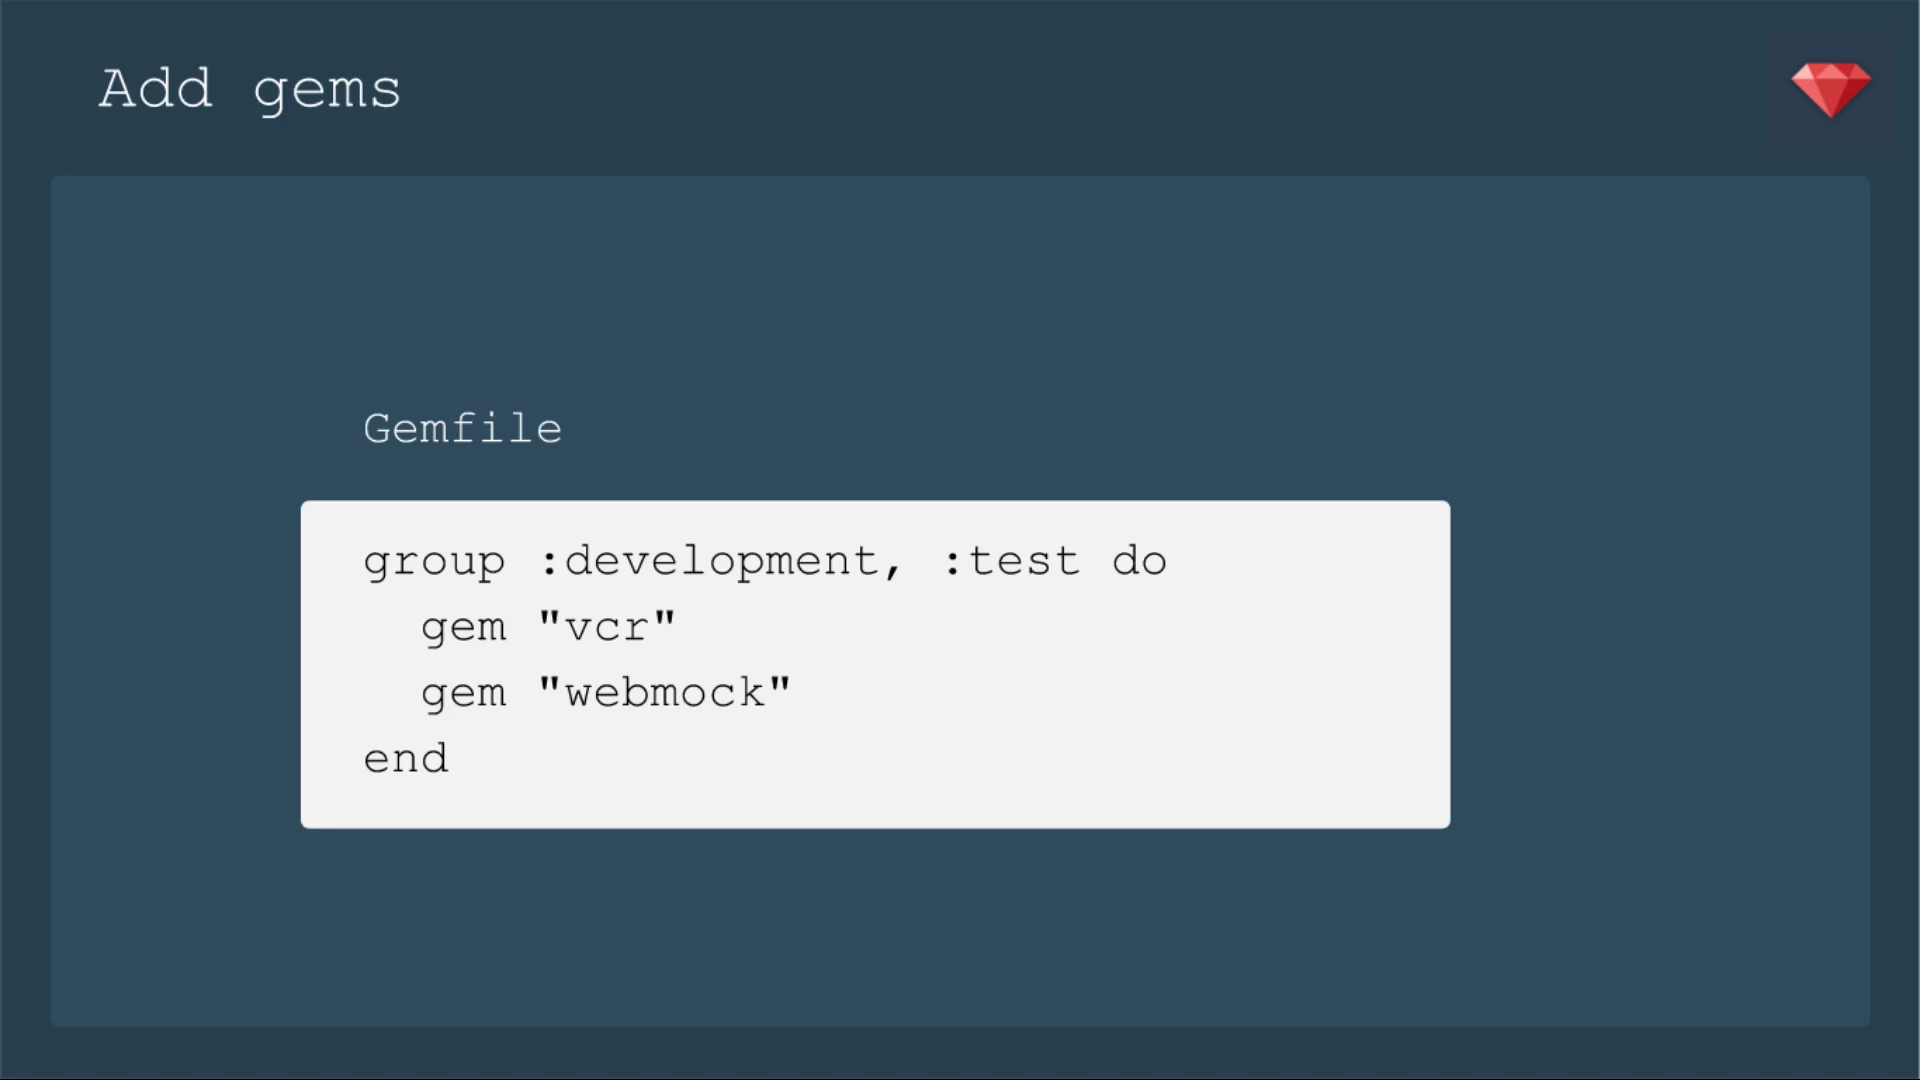 Add gems
Gemfile
group :development, :test do
  gem "vcr"
  gem "webmock"
end